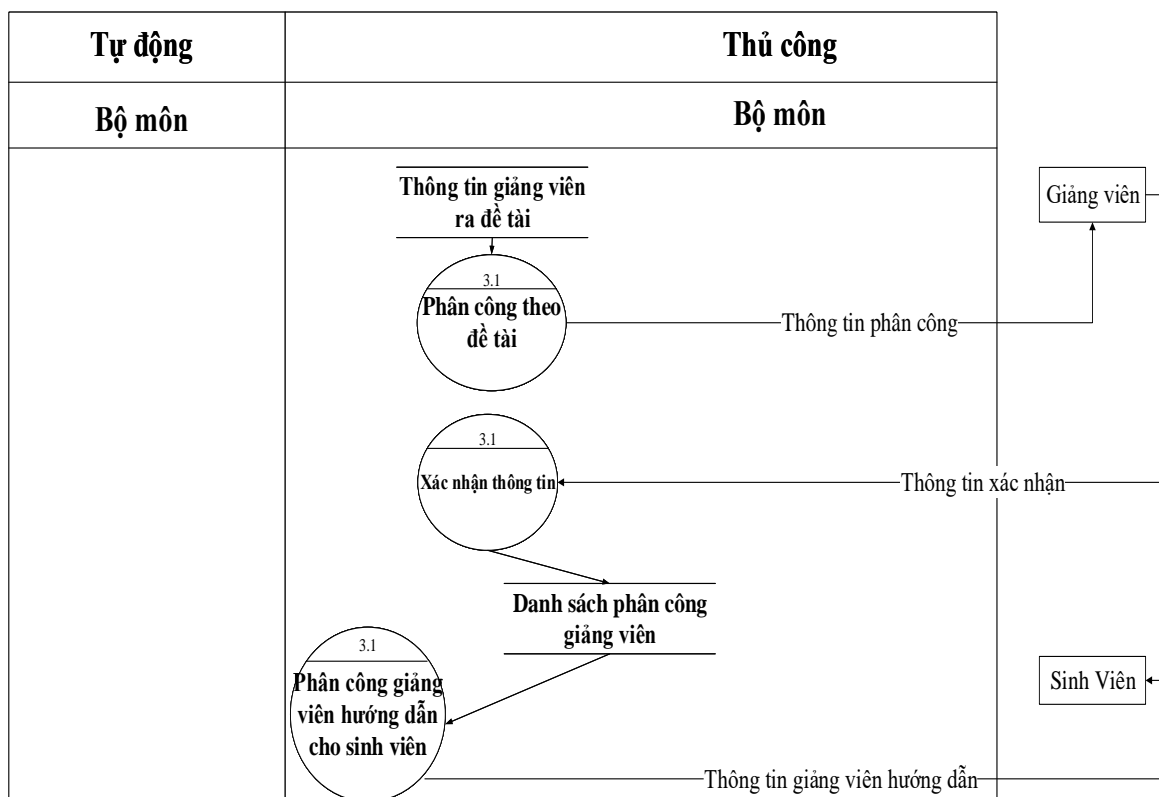 Tự động
Thủ công
Bộ môn
Bộ môn
Thông tin giảng viên
ra đề tài
Giảng viên
3.1
Phân công theo
đề tài
Thông tin phân công
3.1
Xác nhận thông tin
Thông tin xác nhận
Danh sách phân công
giảng viên
3.1
Phân công giảng
viên hướng dẫn
cho sinh viên
Sinh Viên
Thông tin giảng viên hướng dẫn